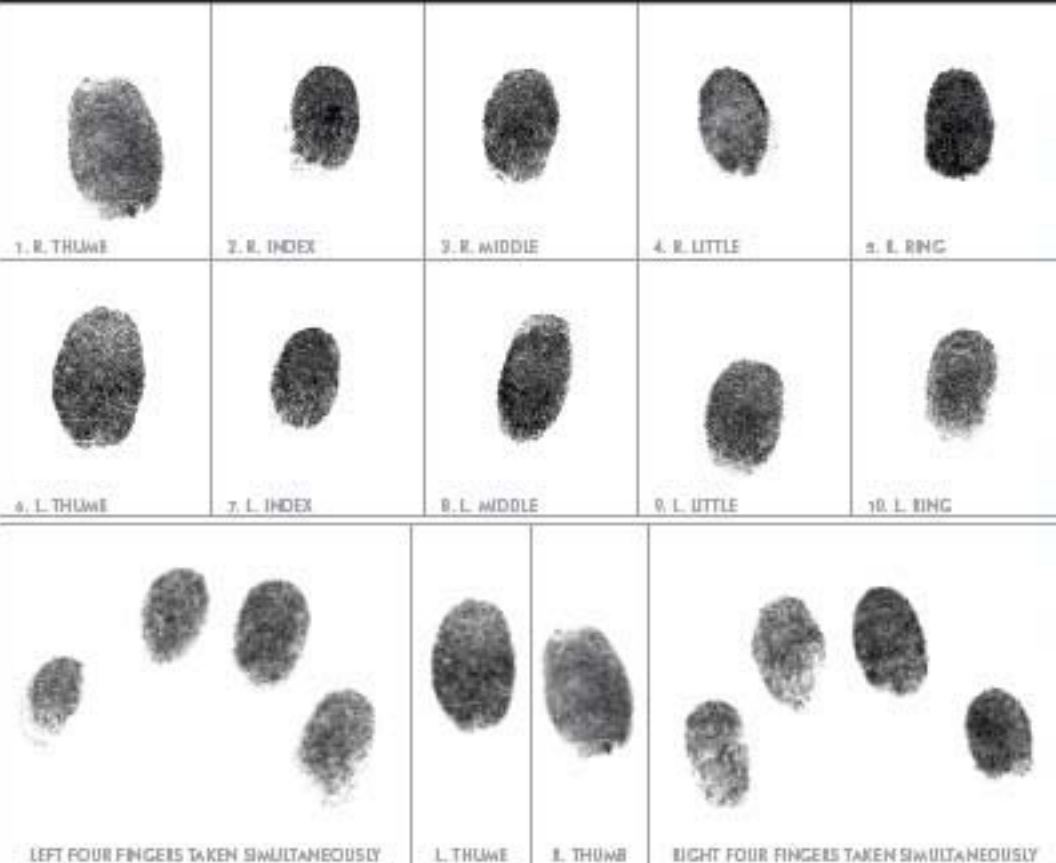 1. R. THUMB
2. R. INDEX
3. R. MIDDLE
4. R. LITTLE
5. R. RING
6. L. THUMB
7. L. INDEX
8. L. MIDDLE
9. L. LITTLE
10. L. RING
LEFT FOUR FINGERS TAKEN SIMULTANEOUSLY
L. THUMB
R. THUMB
RIGHT FOUR FINGERS TAKEN SIMULTANEOUSLY